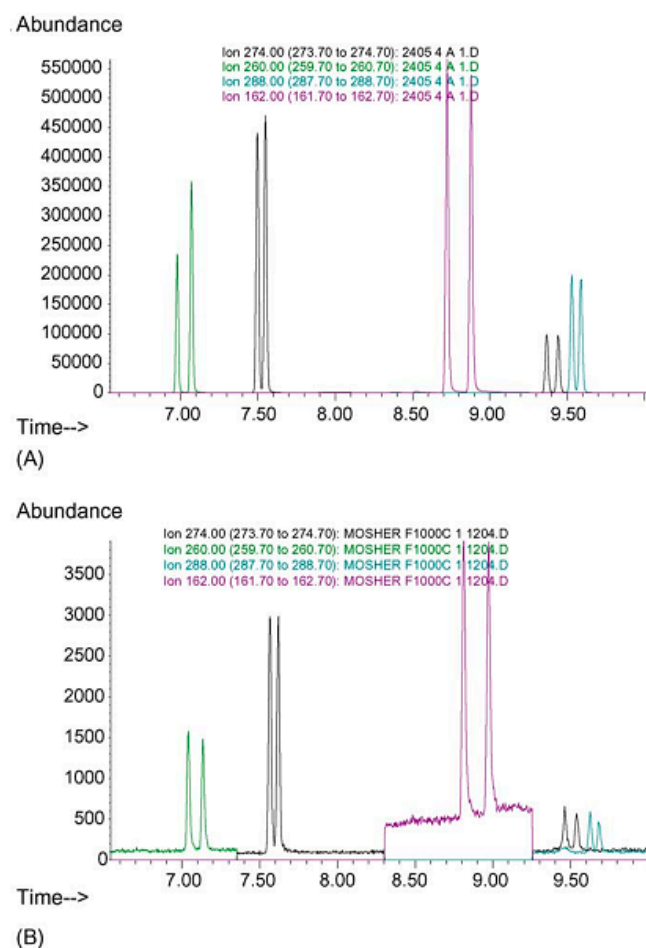 Abundance
Ion 274.00 (273.70 to 274.70): 2405 4 A 1.D
Ion 260.00 (259.70 to 260.70): 2405 4 A 1.D
Ion 288.00 (287.70 to 288.70): 2405 4 A 1.D
Ion 162.00 (161.70 to 162.70): 2405 4 A 1.D
550000
500000
450000
400000
350000
300000
250000
200000
150000
100000
50000
0
7.00 7.50 8.00 8.50 9.00 9.50
Time-->
(A)
Abundance
Ion 274.00 (273.70 to 274.70): MOSHER F1000C 1 1204.D
Ion 260.00 (259.70 to 260.70): MOSHER F1000C 1 1204.D
Ion 288.00 (287.70 to 288.70): MOSHER F1000C 1 1204.D
Ion 162.00 (161.70 to 162.70): MOSHER F1000C 1 1204.D
3500
3000
2500
2000
1500
1000
500
0
7.00 7.50 8.00 8.50 9.00 9.50
Time-->
(B)